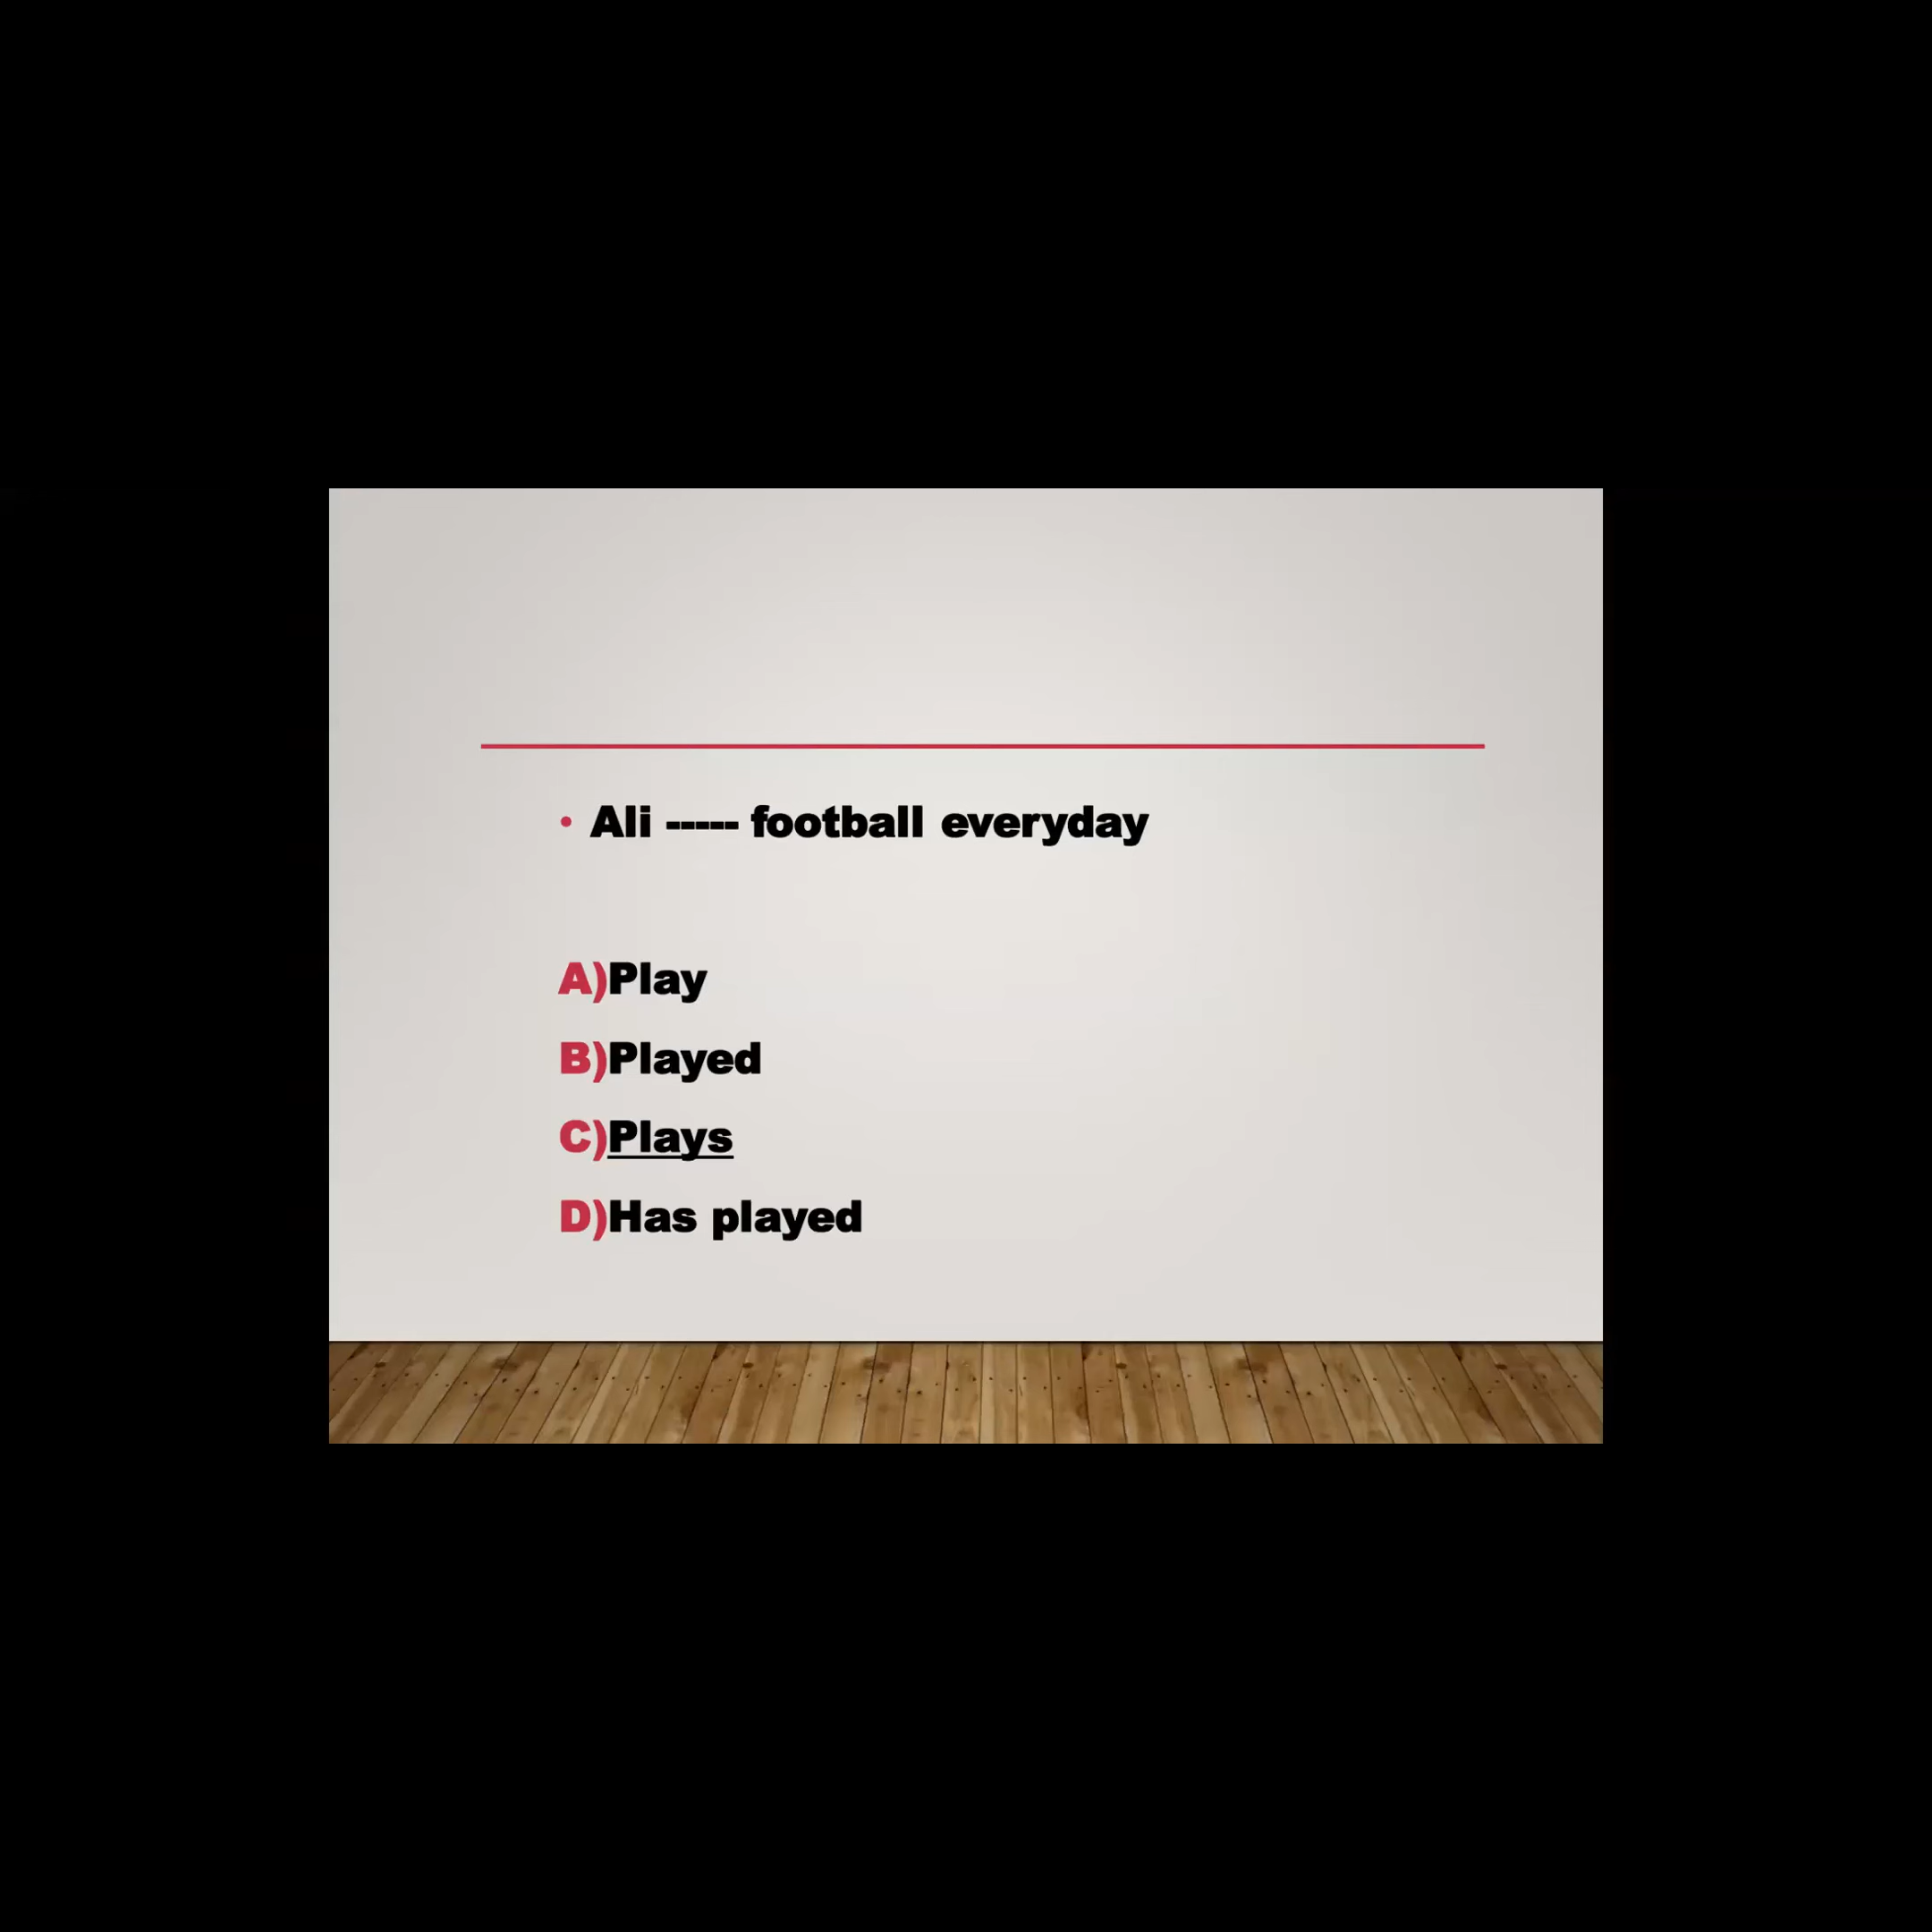 • Ali ----- football everyday
A)Play
B)Played
C)Plays
D)Has played